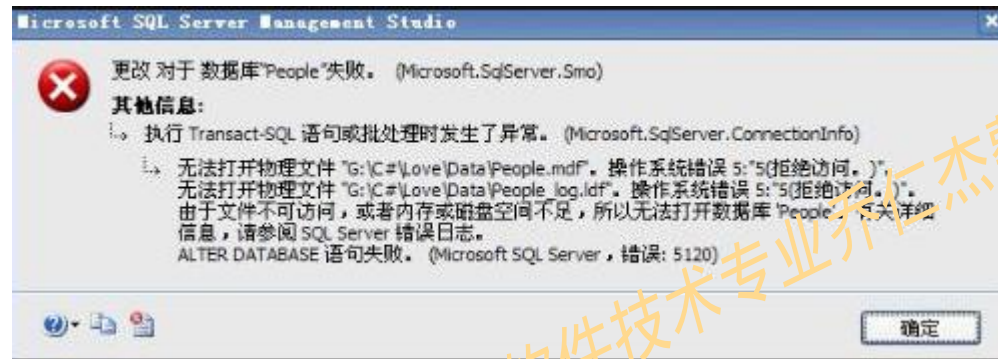 Microsoft SQL Server Management Studio
更改 对于 数据库"People"失败。 (Microsoft.SqlServer.Smo)
其他信息:
执行 Transact-SQL 语句或批处理时发生了异常。 (Microsoft.SqlServer.ConnectionInfo)
无法打开物理文件 "G:\C#\Love\Data\People.mdf"。操作系统错误 5:"5(拒绝访问。)"。
无法打开物理文件 "G:\C#\Love\Data\People_log.ldf"。操作系统错误 5:"5(拒绝访问。)"。
由于文件不可访问，或者内存或磁盘空间不足，所以无法打开数据库 'People'。有关详细
信息，请参阅 SQL Server 错误日志。
ALTER DATABASE 语句失败。 (Microsoft SQL Server，错误: 5120)
确定
件技术专业乔仁杰